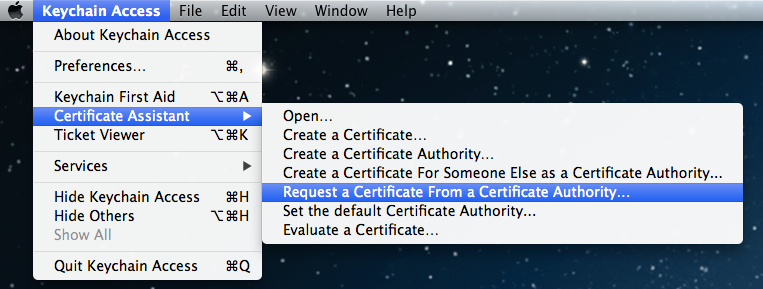 Keychain Access File Edit View Window Help
About Keychain Access
Preferences... ⌘,
Keychain First Aid ⌥⌘A
Certificate Assistant ▶
Ticket Viewer ⌥⌘K
Services ▶
Hide Keychain Access ⌘H
Hide Others ⌥⌘H
Show All
Quit Keychain Access ⌘Q
Open...
Create a Certificate...
Create a Certificate Authority...
Create a Certificate For Someone Else as a Certificate Authority...
Request a Certificate From a Certificate Authority...
Set the default Certificate Authority...
Evaluate a Certificate...